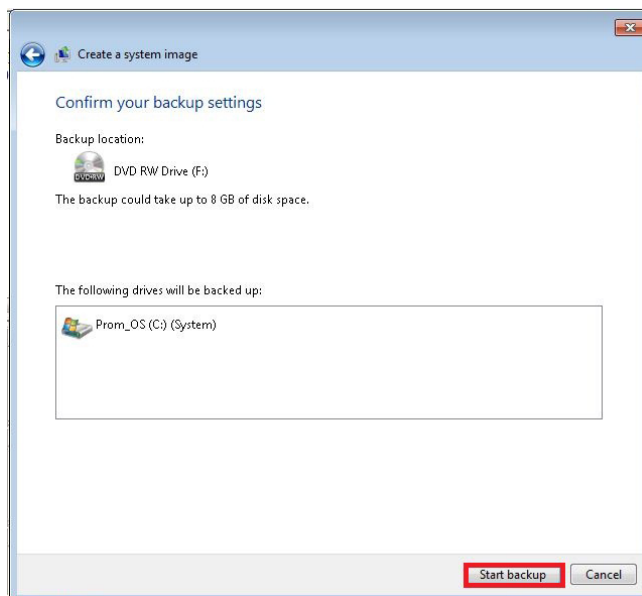 Create a system image
Confirm your backup settings
Backup location:
DVD-RW
DVD RW Drive (F:)
The backup could take up to 8 GB of disk space.
The following drives will be backed up:
Prom_OS (C:) (System)
Start backup
Cancel